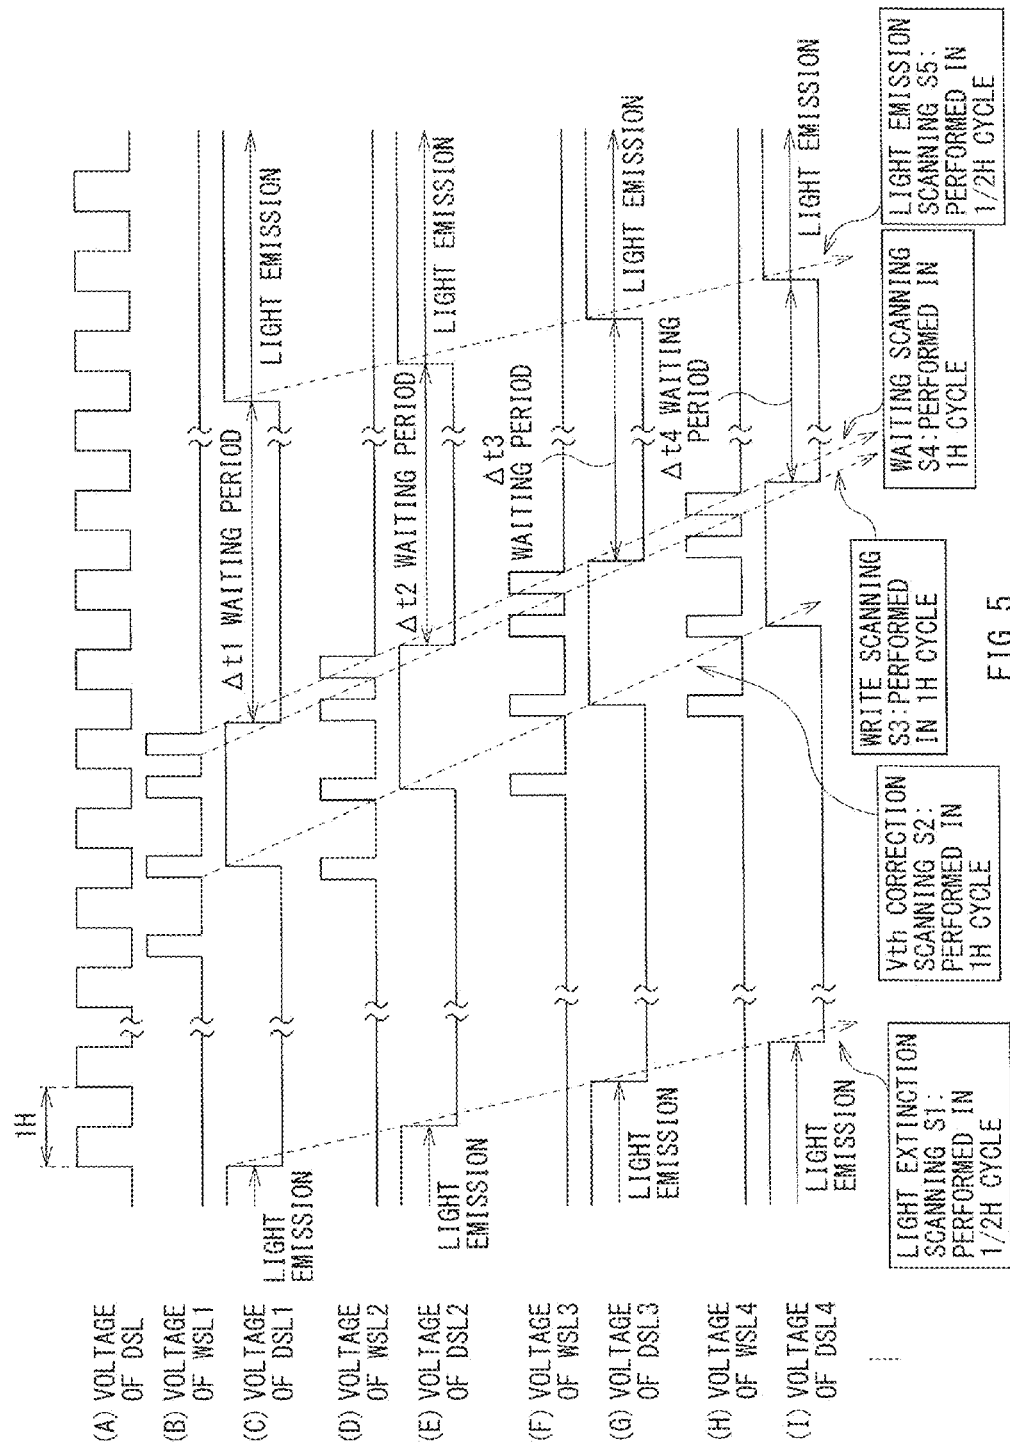 1H
(A) VOLTAGE
OF DSL
(B) VOLTAGE
OF WSL1
(C) VOLTAGE
OF DSL1
LIGHT
EMISSION
Δt1 WAITING PERIOD
LIGHT EMISSION
(D) VOLTAGE
OF WSL2
(E) VOLTAGE
OF DSL2
LIGHT
EMISSION
Δt2 WAITING PERIOD
LIGHT EMISSION
(F) VOLTAGE
OF WSL3
(G) VOLTAGE
OF DSL3
LIGHT
EMISSION
Δt3
WAITING PERIOD
LIGHT EMISSION
(H) VOLTAGE
OF WSL4
(I) VOLTAGE
OF DSL4
LIGHT
EMISSION
Δt4 WAITING
PERIOD
LIGHT EMISSION
LIGHT EXTINCTION
SCANNING S1:
PERFORMED IN
1/2H CYCLE
Vth CORRECTION
SCANNING S2:
PERFORMED IN
1H CYCLE
WRITE SCANNING
S3:PERFORMED
IN 1H CYCLE
WAITING SCANNING
S4:PERFORMED IN
1H CYCLE
LIGHT EMISSION
SCANNING S5:
PERFORMED IN
1/2H CYCLE
FIG. 5